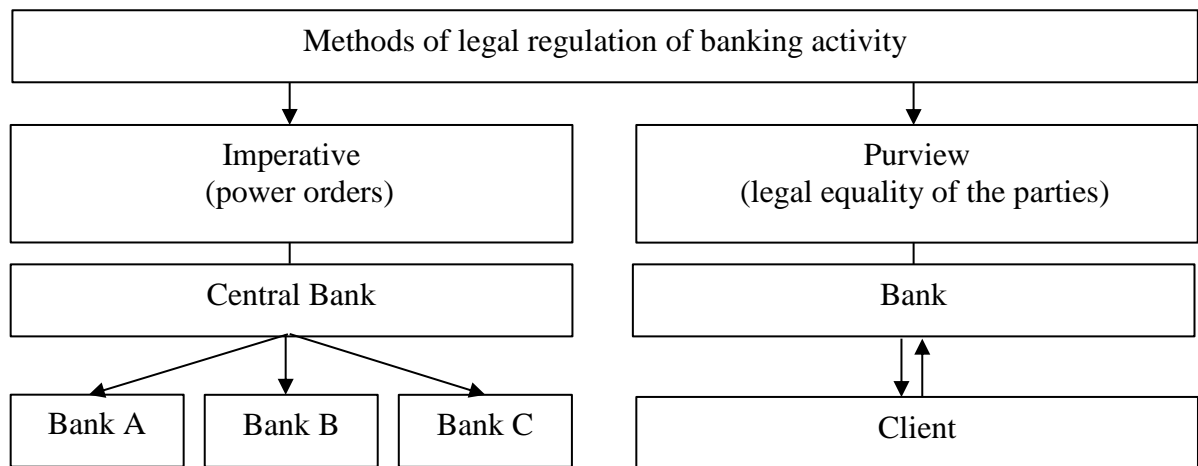 Methods of legal regulation of banking activity
Imperative
(power orders)
Purview
(legal equality of the parties)
Central Bank
Bank
Bank A
Bank B
Bank C
Client